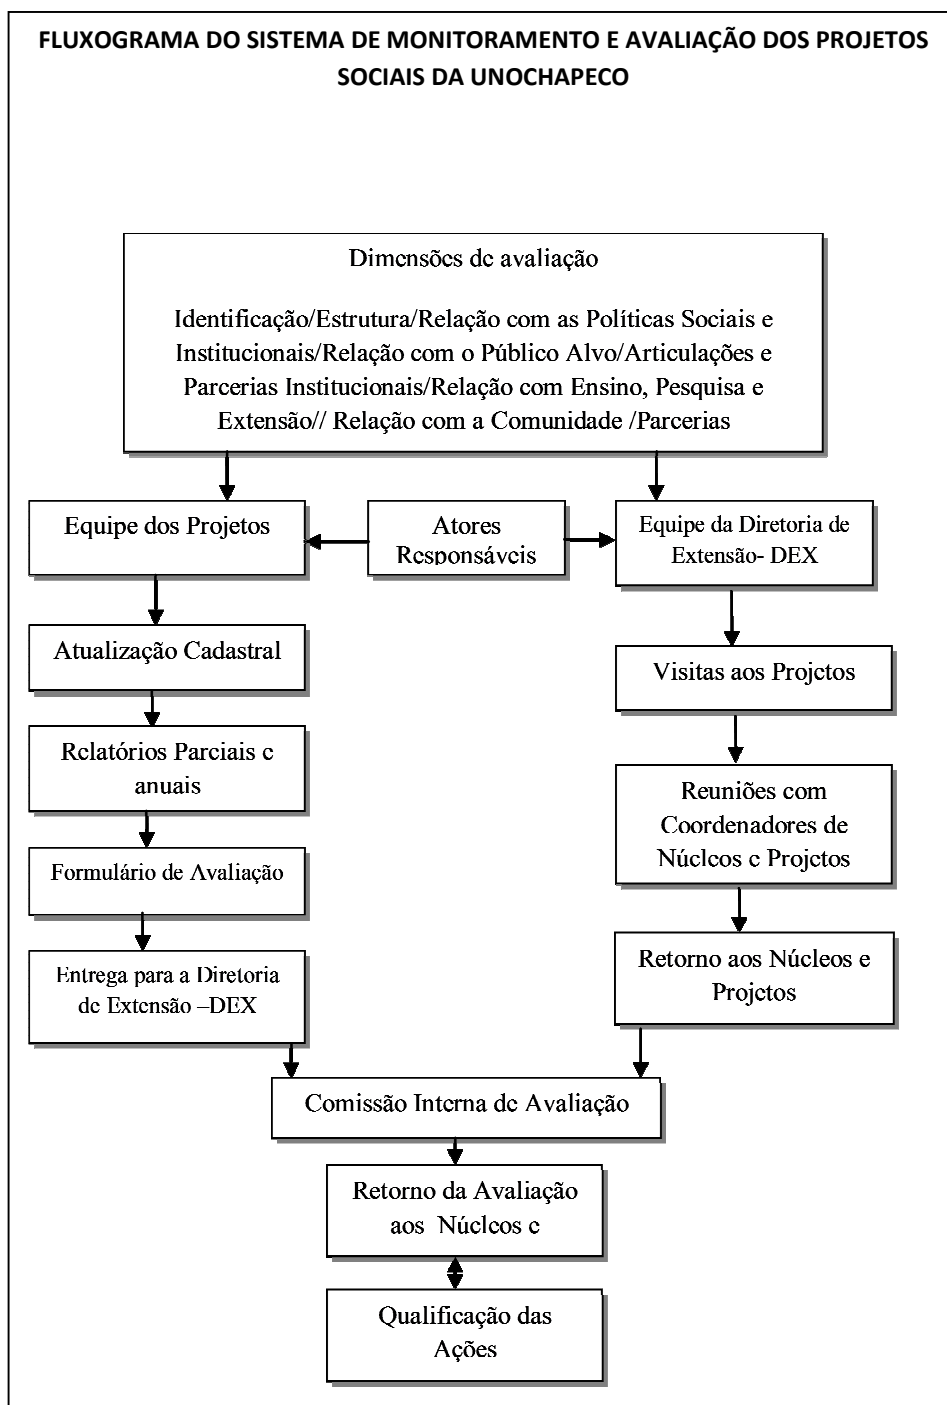 FLUXOGRAMA DO SISTEMA DE MONITORAMENTO E AVALIAÇÃO DOS PROJETOS
SOCIAIS DA UNOCHAPECO
Dimensões de avaliação
Identificação/Estrutura/Relação com as Políticas Sociais e
Institucionais/Relação com o Público Alvo/Articulações e
Parcerias Institucionais/Relação com Ensino, Pesquisa e
Extensão// Relação com a Comunidade /Parcerias
Equipe dos Projetos
Atores
Responsáveis
Equipe da Diretoria de
Extensão- DEX
Atualização Cadastral
Visitas aos Projetos
Relatórios Parciais e
anuais
Reuniões com
Coordenadores de
Núcleos e Projetos
Formulário de Avaliação
Entrega para a Diretoria
de Extensão –DEX
Retorno aos Núcleos e
Projetos
Comissão Interna de Avaliação
Retorno da Avaliação
aos Núcleos e
Qualificação das
Ações